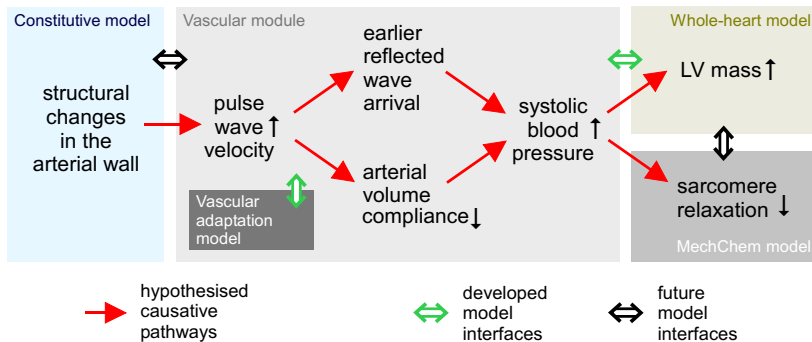 Constitutive model
Vascular module
Whole-heart model
structural
changes
in the
arterial wall
pulse
wave
velocity
earlier
reflected
wave
arrival
arterial
volume
compliance
systolic
blood
pressure
LV mass
sarcomere
relaxation
Vascular
adaptation
model
MechChem model
hypothesised
causative
pathways
developed
model
interfaces
future
model
interfaces